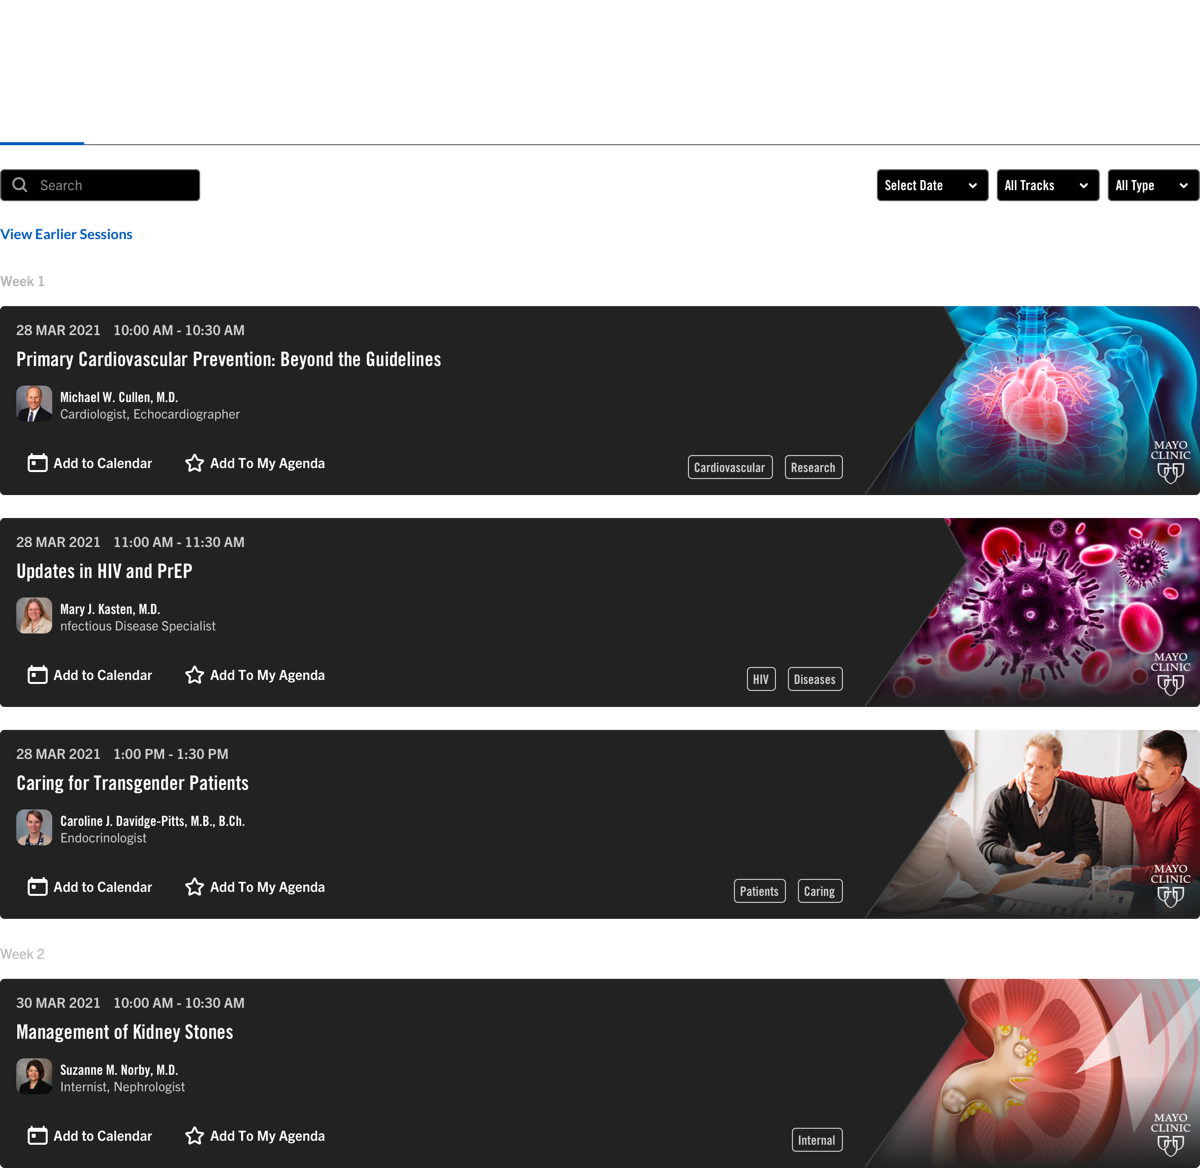 Search
Select Date
All Tracks
All Type
View Earlier Sessions
Week 1
28 MAR 2021 10:00 AM - 10:30 AM
Primary Cardiovascular Prevention: Beyond the Guidelines
Michael W. Cullen, M.D.
Cardiologist, Echocardiographer
Add to Calendar
Add To My Agenda
Cardiovascular
Research
MAYO
CLINIC
28 MAR 2021 11:00 AM - 11:30 AM
Updates in HIV and PrEP
Mary J. Kasten, M.D.
nfectious Disease Specialist
Add to Calendar
Add To My Agenda
HIV
Diseases
MAYO
CLINIC
28 MAR 2021 1:00 PM - 1:30 PM
Caring for Transgender Patients
Caroline J. Davidge-Pitts, M.B., B.Ch.
Endocrinologist
Add to Calendar
Add To My Agenda
Patients
Caring
MAYO
CLINIC
Week 2
30 MAR 2021 10:00 AM - 10:30 AM
Management of Kidney Stones
Suzanne M. Norby, M.D.
Internist, Nephrologist
Add to Calendar
Add To My Agenda
Internal
MAYO
CLINIC